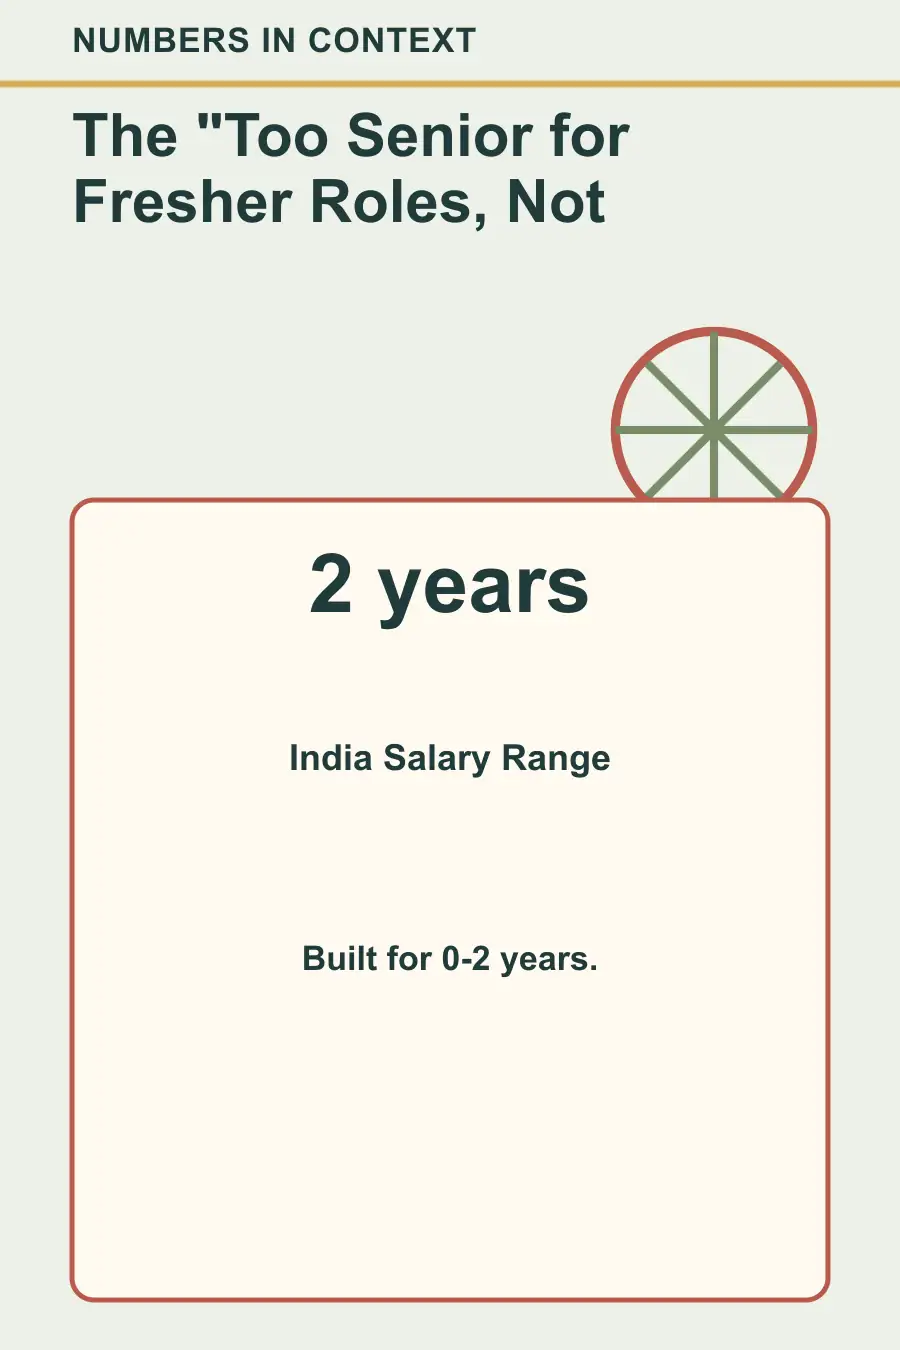 NUMBERS IN CONTEXT
The "Too Senior for
Fresher Roles, Not
2 years
India Salary Range
Built for 0-2 years.